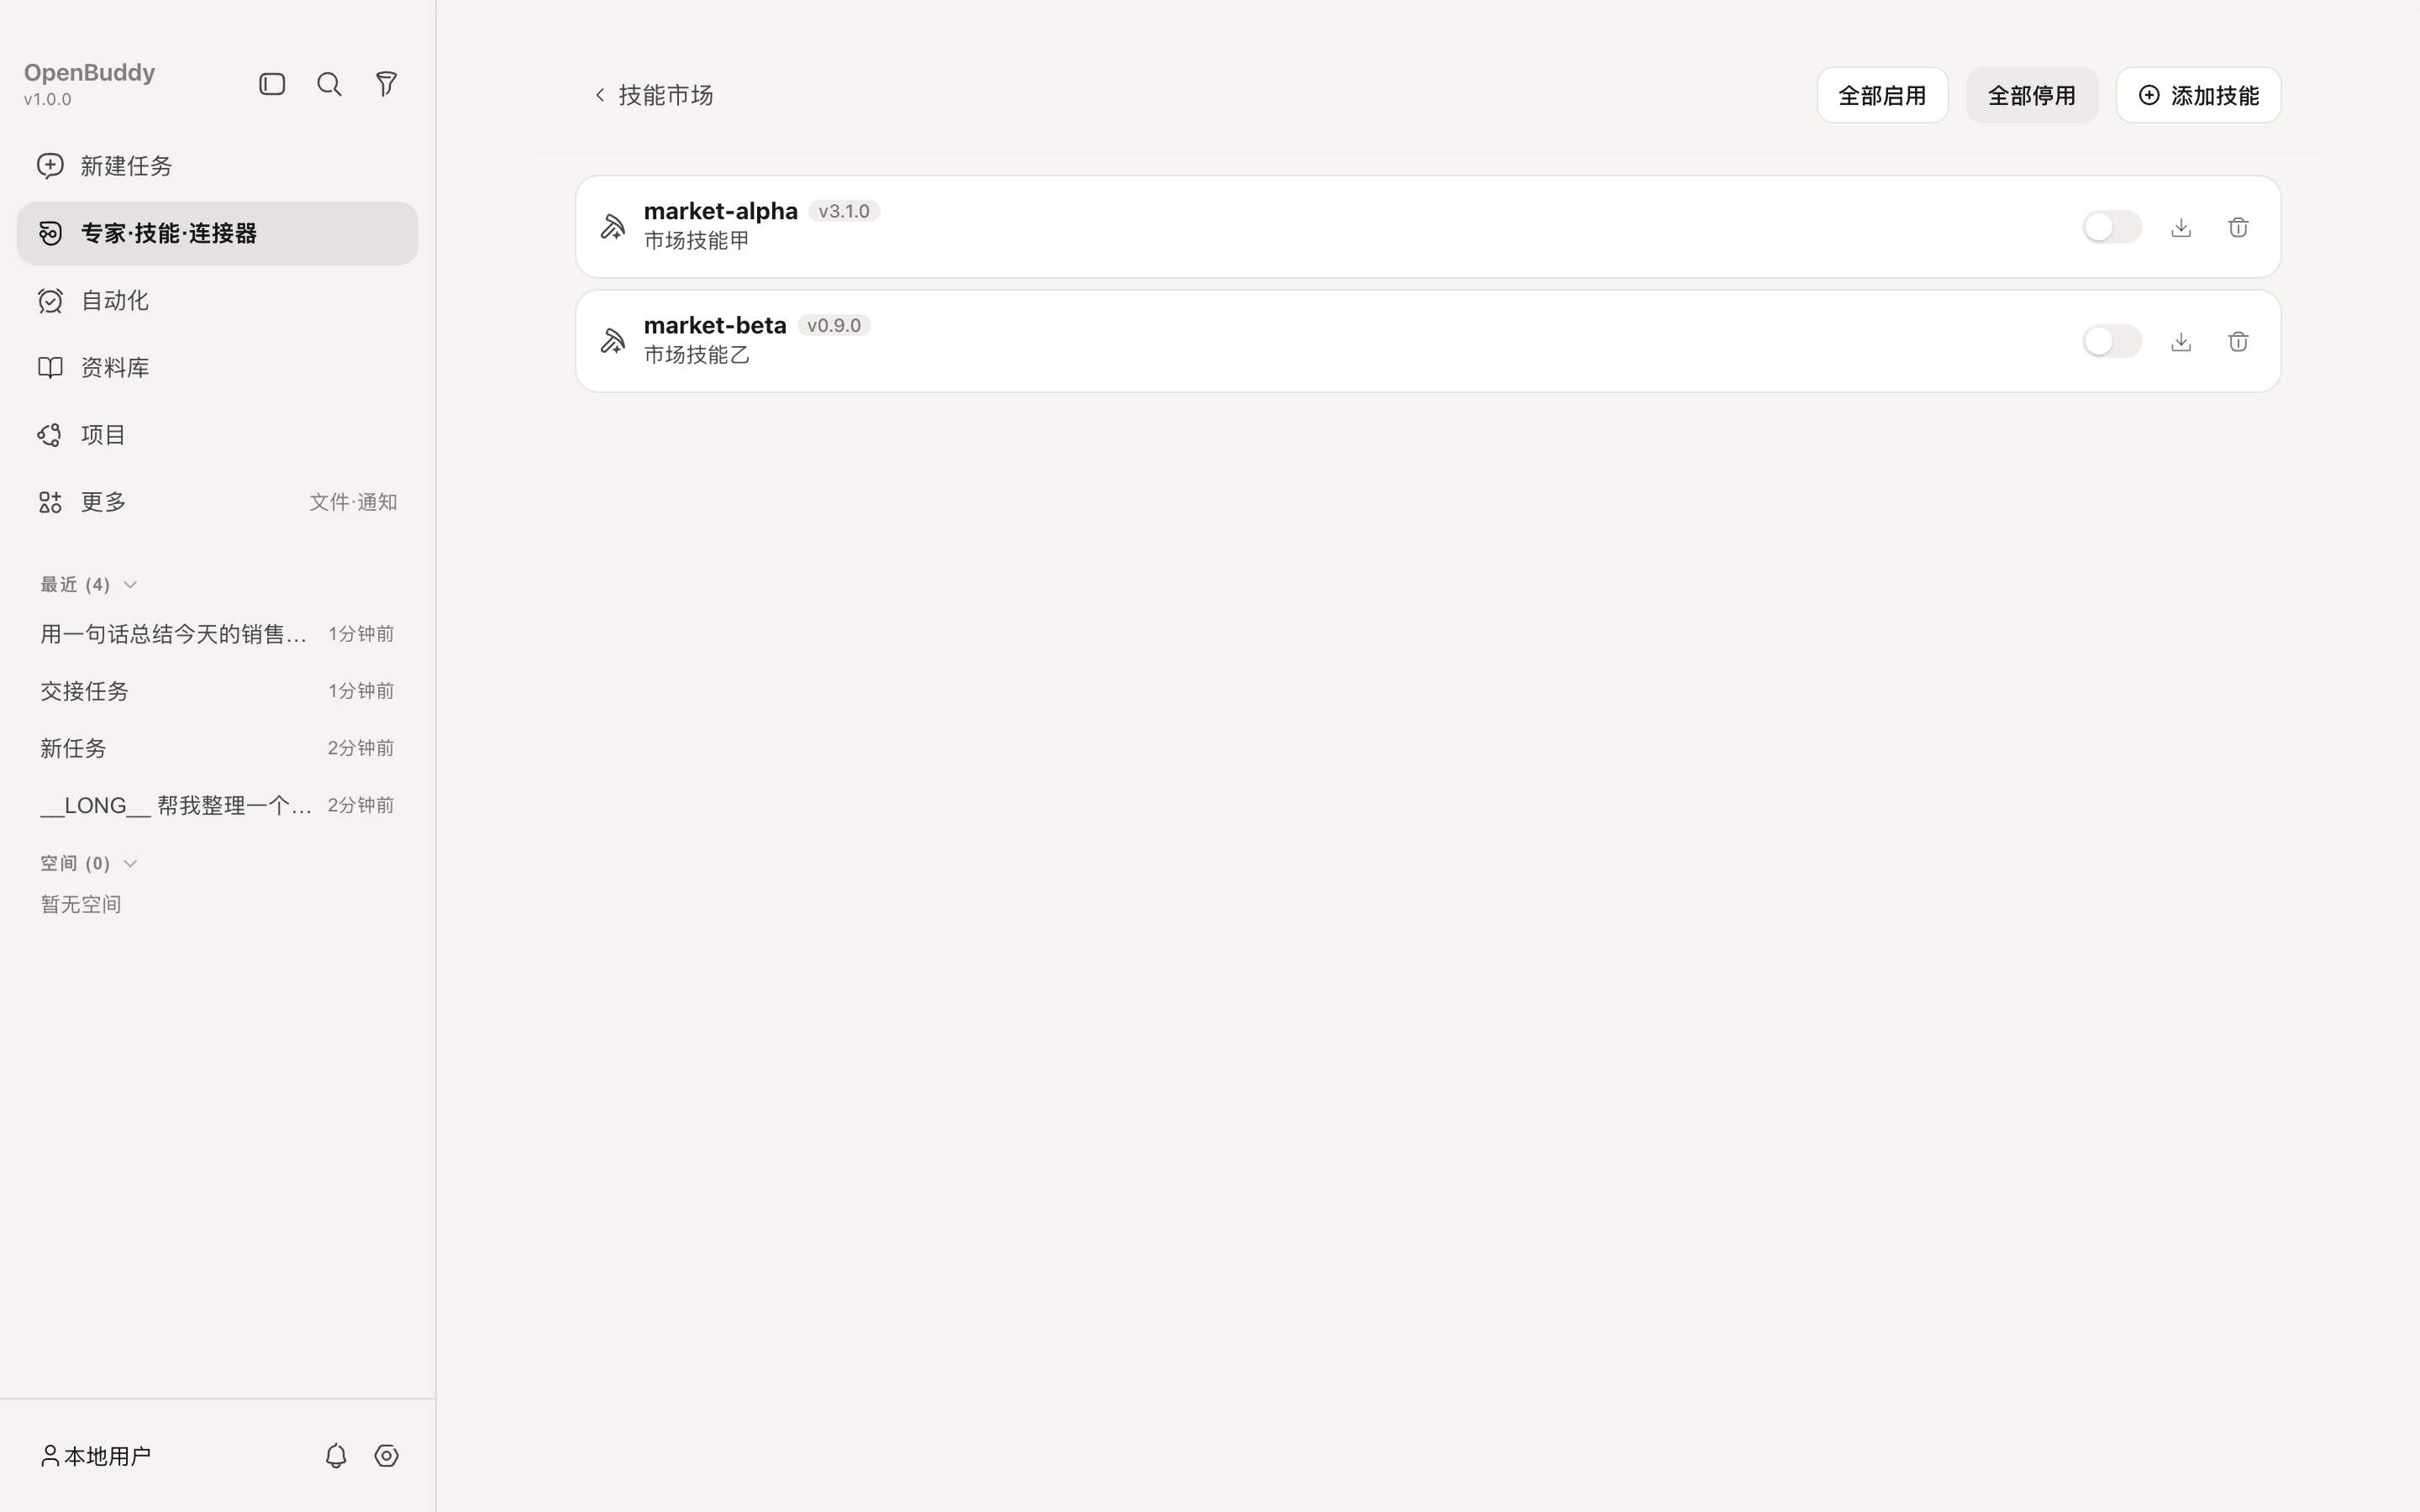 OpenBuddy
v1.0.0
新建任务
专家·技能·连接器
自动化
资料库
项目
更多 文件·通知
最近 (4)
用一句话总结今天的销售... 1分钟前
交接任务 1分钟前
新任务 2分钟前
__LONG__ 帮我整理一个... 2分钟前
空间 (0)
暂无空间
本地用户
技能市场
全部启用 全部停用 添加技能
market-alpha v3.1.0
市场技能甲
market-beta v0.9.0
市场技能乙